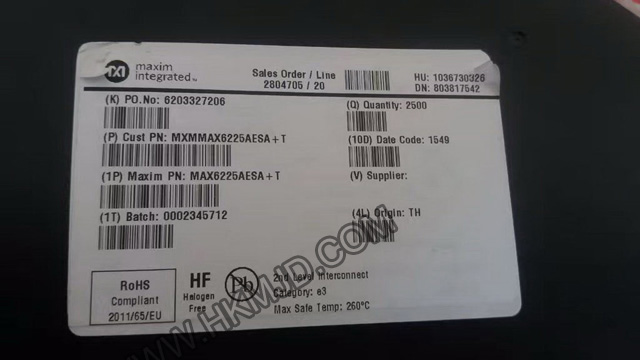 maxim
integrated™
Sales Order / Line
2804705 / 20
HU: 1036730326
DN: 803817542
(K) PO.No: 6203327206
(Q) Quantity: 2500
(P) Cust PN: MXMMAX6225AESA+T
(10D) Date Code: 1549
(1P) Maxim PN: MAX6225AESA+T
(V) Supplier:
(1T) Batch: 0002345712
(4L) Origin: TH
RoHS
Compliant
2011/65/EU
HF
Halogen
Free
Pb
2nd Level Interconnect
Category: e3
Max Safe Temp: 260°C
WWW.HKMJD.COM